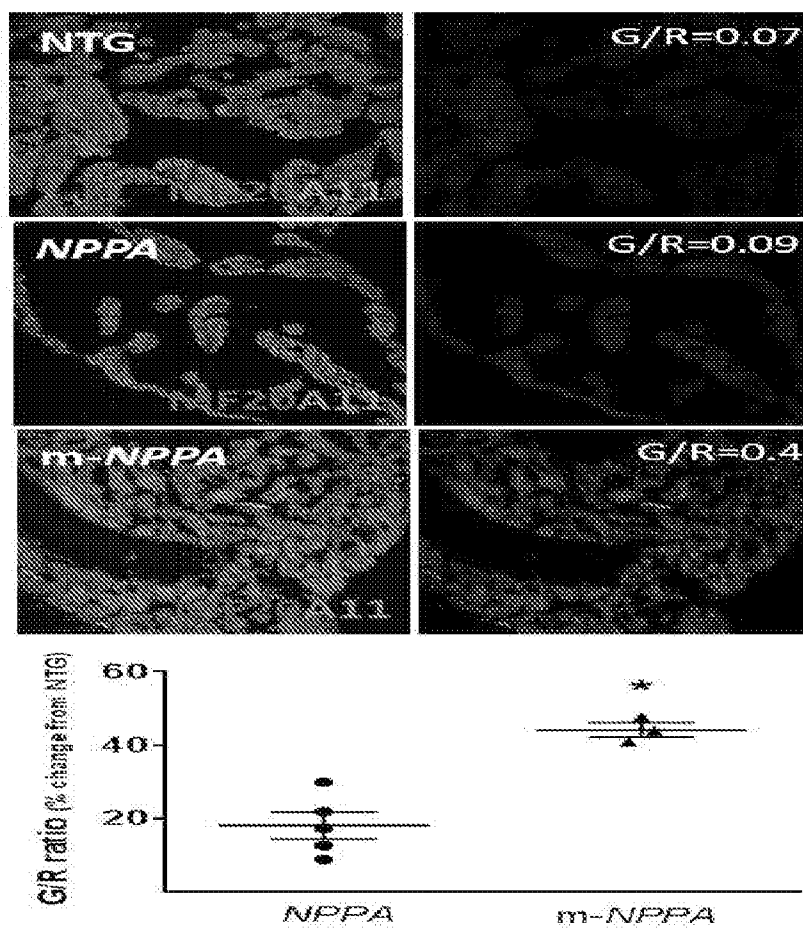 NTG G/R=0.07
NPPA G/R=0.09
m-NPPA G/R=0.4
G/R ratio (% change from NTG)
60
40
20
NPPA m-NPPA